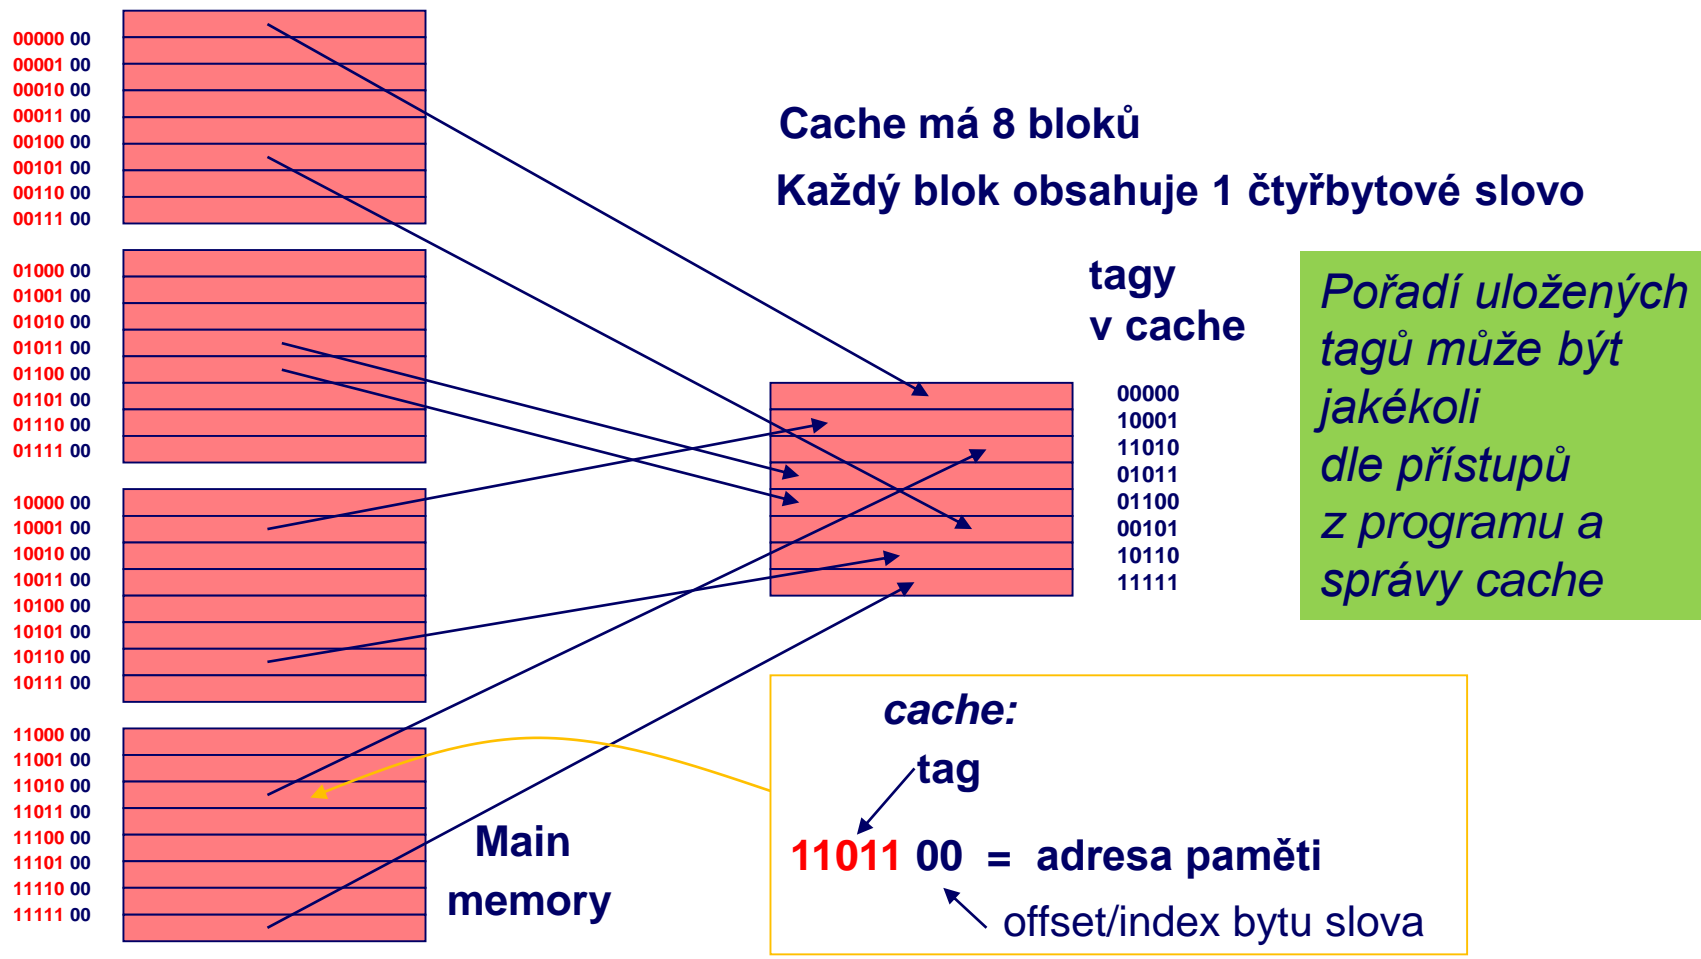 00000 00
00001 00
00010 00
00011 00
00100 00
00101 00
00110 00
00111 00
01000 00
01001 00
01010 00
01011 00
01100 00
01101 00
01110 00
01111 00
10000 00
10001 00
10010 00
10011 00
10100 00
10101 00
10110 00
10111 00
11000 00
11001 00
11010 00
11011 00
11100 00
11101 00
11110 00
11111 00
Main
memory
Cache má 8 bloků
Každý blok obsahuje 1 čtyřbytové slovo
tagy
v cache
00000
10001
11010
01011
01100
00101
10110
11111
Pořadí uložených
tagů může být
jakékoli
dle přístupů
z programu a
správy cache
cache:
tag
11011 00 = adresa paměti
offset/index bytu slova